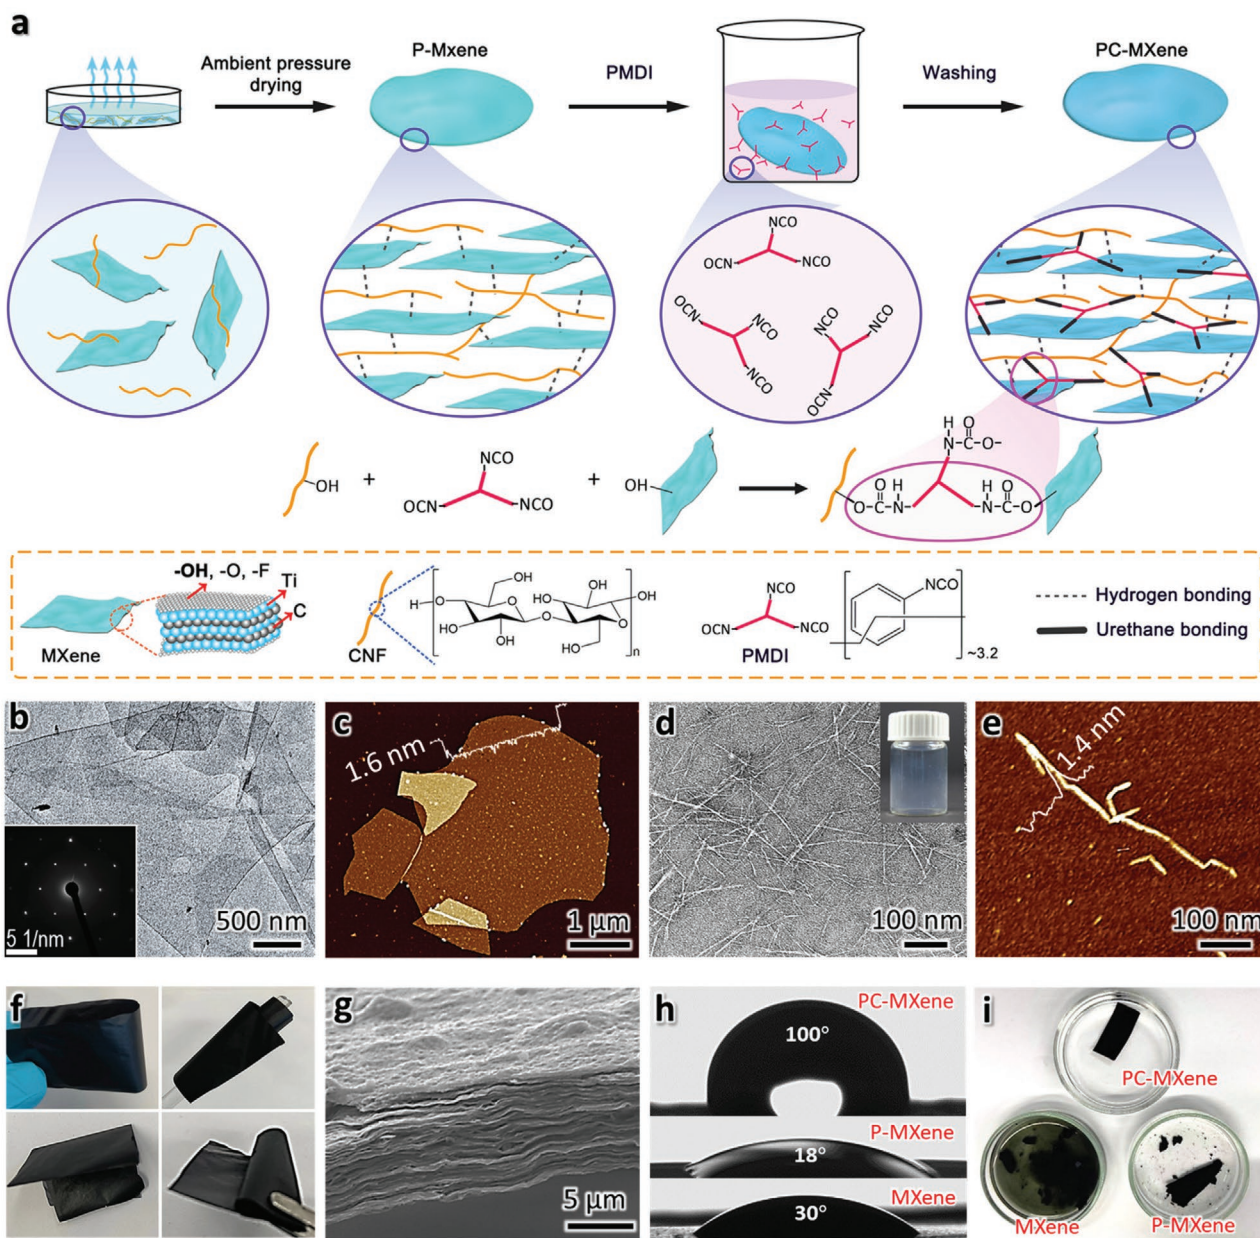 a
Ambient pressure
drying
P-Mxene
PMDI
Washing
PC-MXene
NCO
OCN
NCO
OCN
NCO
NCO
NCO
NCO
OCN
OH
+
NCO
OCN
NCO
+
OH
H O
N-C-O-
O H
O-C-N
H O
N-C-O
-OH, -O, -F
Ti
C
MXene
CNF
OH
H
O
O
OH
HO
OH
O
HO
OH
O
HO
OH
n
NCO
OCN
NCO
PMDI
NCO
~3.2
Hydrogen bonding
Urethane bonding
b
5 1/nm
500 nm
c
1.6 nm
1 μm
d
100 nm
e
1.4 nm
100 nm
f
g
5 μm
h
PC-MXene
100°
P-MXene
18°
MXene
30°
i
PC-MXene
MXene
P-MXene